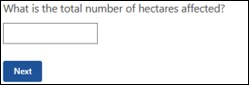 What is the total number of hectares affected?
Next